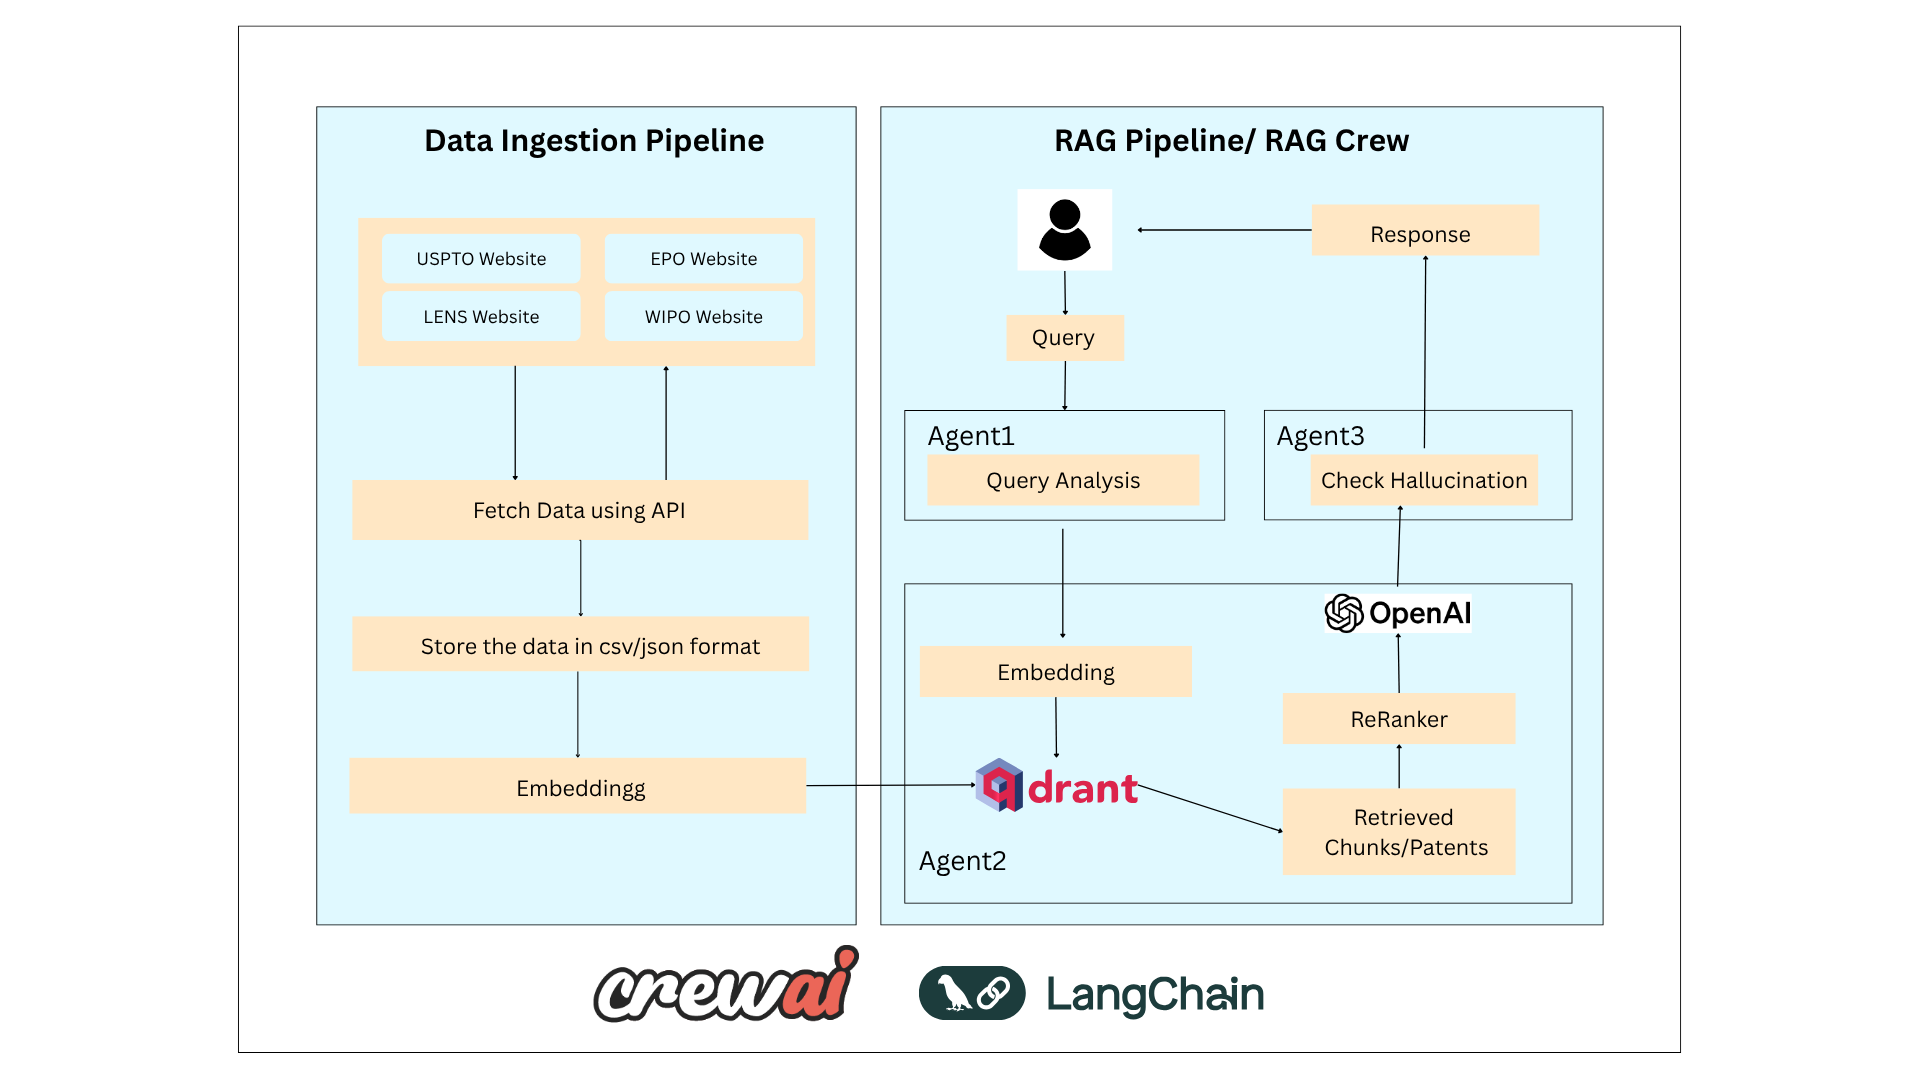 Data Ingestion Pipeline
USPTO Website
EPO Website
LENS Website
WIPO Website
Fetch Data using API
Store the data in csv/json format
Embeddingg
RAG Pipeline/ RAG Crew
Response
Query
Agent1
Query Analysis
Agent3
Check Hallucination
OpenAI
Embedding
ReRanker
qdrant
Retrieved
Chunks/Patents
Agent2
crewai
LangChain